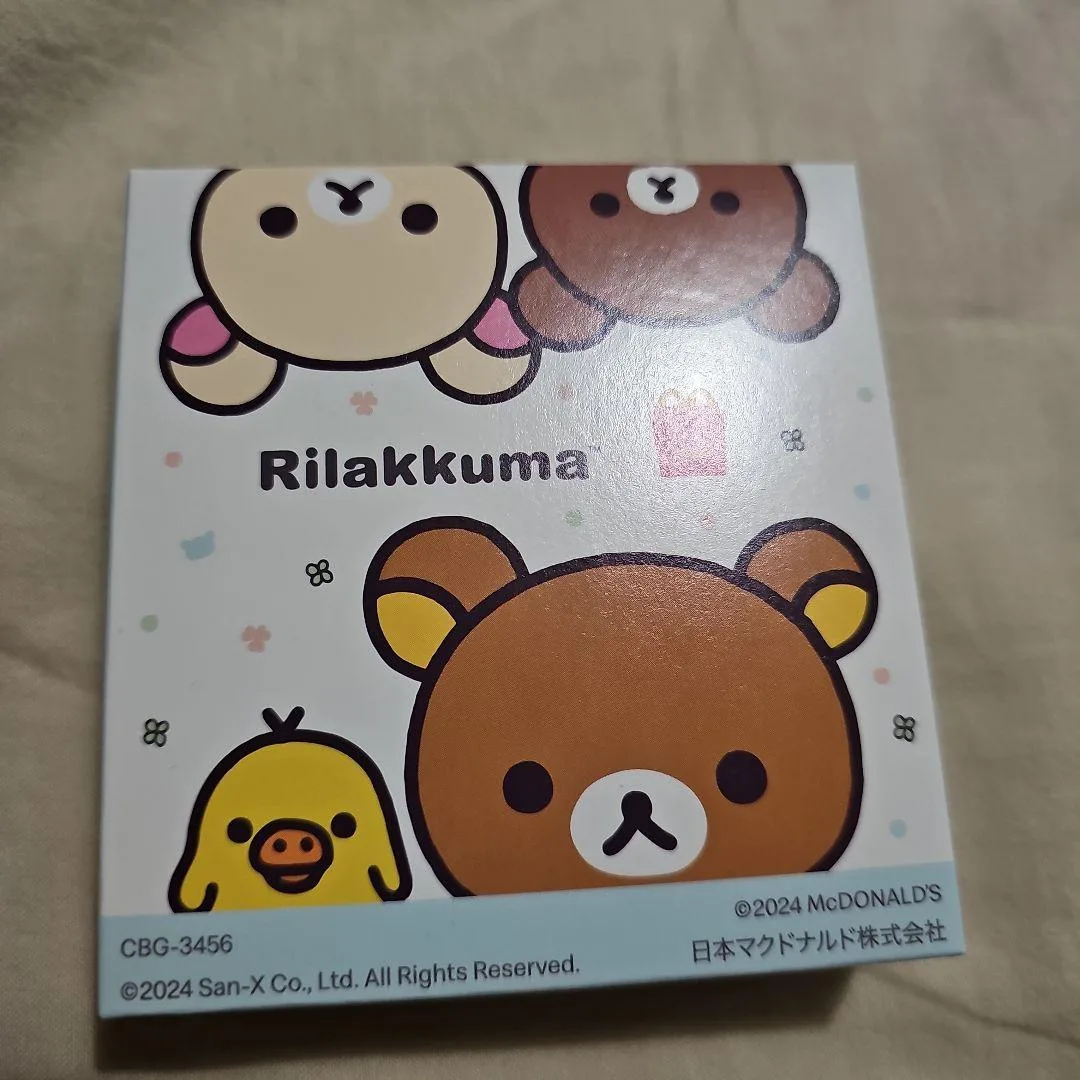 Rilakkuma™
CBG-3456
©2024 San-X Co., Ltd. All Rights Reserved.
©2024 McDONALD'S
日本マクドナルド株式会社